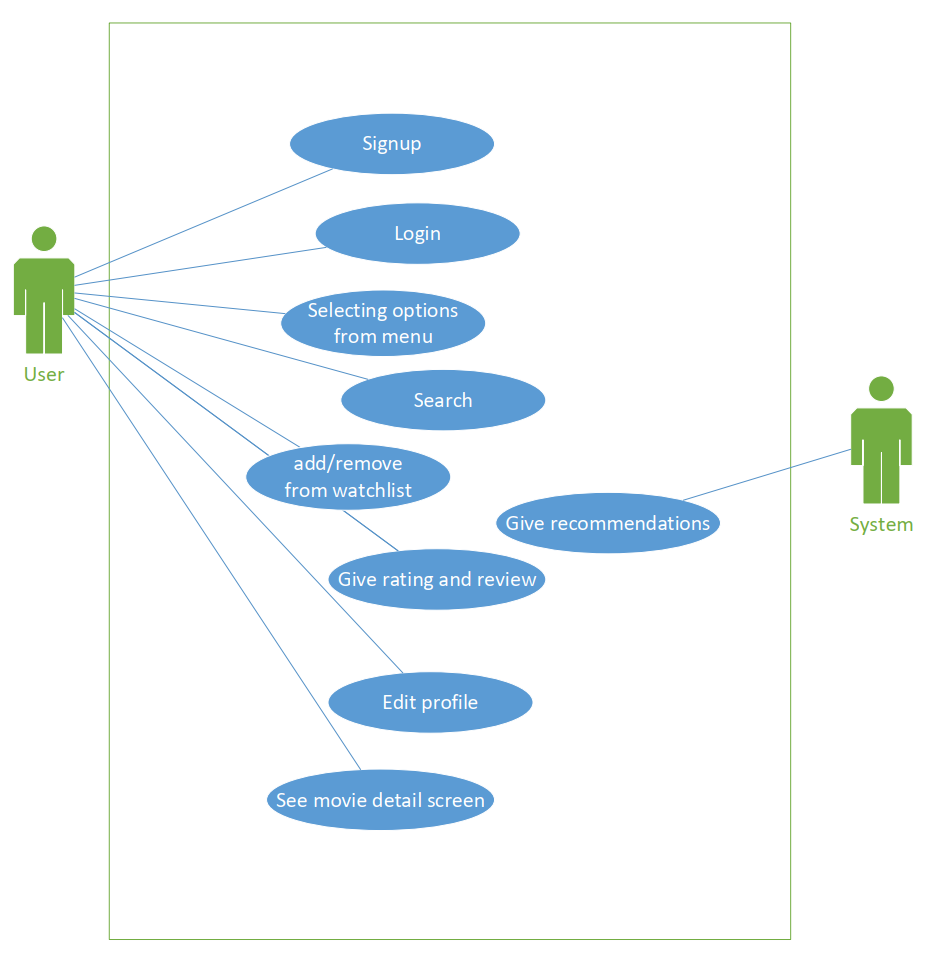 Signup
Login
Selecting options
from menu
User
Search
add/remove
from watchlist
Give recommendations
System
Give rating and review
Edit profile
See movie detail screen